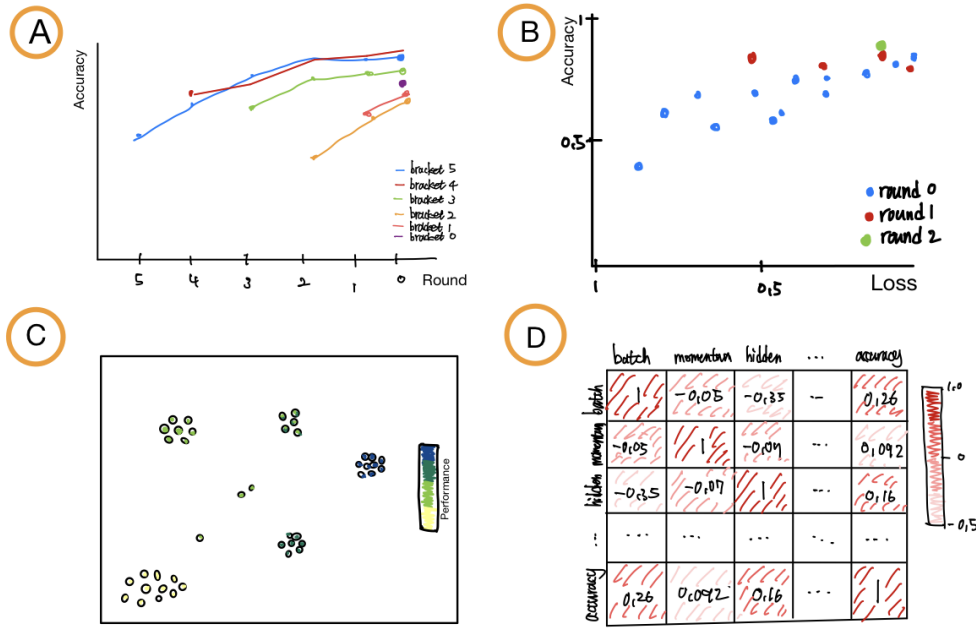 A
Accuracy
bracket 5
bracket 4
bracket 3
bracket 2
bracket 1
bracket 0
5 4 3 2 1 0 Round
B
Accuracy
1
0,5
round 0
round 1
round 2
1 0,5 Loss
C
Performance
D
batch momentum hidden ... accuracy
batch 1 -0,05 -0,35 ... 0,26
momentum -0,05 1 -0,07 ... 0,092
hidden -0,35 -0,07 1 ... 0,16
... ... ... ... ... ...
accuracy 0,26 0,092 0,16 ... 1
1,0
0
-0,5